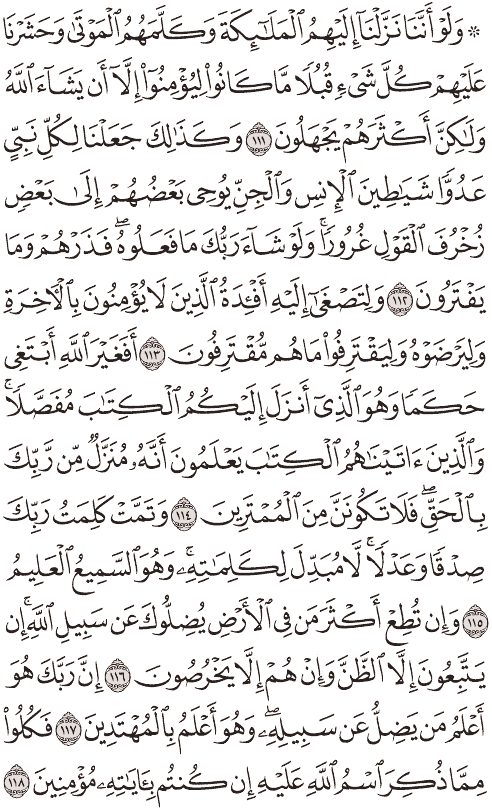 ۞ وَلَوْ أَنَّنَا نَزَّلْنَآ إِلَيْهِمُ ٱلْمَلَٰٓئِكَةَ وَكَلَّمَهُمُ ٱلْمَوْتَىٰ وَحَشَرْنَا
عَلَيْهِمْ كُلَّ شَىْءٍ قُبُلًا مَّا كَانُوا۟ لِيُؤْمِنُوٓا۟ إِلَّآ أَن يَشَآءَ ٱللَّهُ
وَلَٰكِنَّ أَكْثَرَهُمْ يَجْهَلُونَ ١١١ وَكَذَٰلِكَ جَعَلْنَا لِكُلِّ نَبِىٍّ
عَدُوًّا شَيَٰطِينَ ٱلْإِنسِ وَٱلْجِنِّ يُوحِى بَعْضُهُمْ إِلَىٰ بَعْضٍ
زُخْرُفَ ٱلْقَوْلِ غُرُورًا ۚ وَلَوْ شَآءَ رَبُّكَ مَا فَعَلُوهُ ۖ فَذَرْهُمْ وَمَا
يَفْتَرُونَ ١١٢ وَلِتَصْغَىٰٓ إِلَيْهِ أَفْـِٔدَةُ ٱلَّذِينَ لَا يُؤْمِنُونَ بِٱلْءَاخِرَةِ
وَلِيَرْضَوْهُ وَلِيَقْتَرِفُوا۟ مَا هُم مُّقْتَرِفُونَ ١١٣ أَفَغَيْرَ ٱللَّهِ أَبْتَغِى
حَكَمًا وَهُوَ ٱلَّذِىٓ أَنزَلَ إِلَيْكُمُ ٱلْكِتَٰبَ مُفَصَّلًا ۚ
وَٱلَّذِينَ ءَاتَيْنَٰهُمُ ٱلْكِتَٰبَ يَعْلَمُونَ أَنَّهُۥ مُنَزَّلٌ مِّن رَّبِّكَ
بِٱلْحَقِّ ۖ فَلَا تَكُونَنَّ مِنَ ٱلْمُمْتَرِينَ ١١٤ وَتَمَّتْ كَلِمَتُ رَبِّكَ
صِدْقًا وَعَدْلًا ۚ لَّا مُبَدِّلَ لِكَلِمَٰتِهِۦ ۚ وَهُوَ ٱلسَّمِيعُ ٱلْعَلِيمُ
١١٥ وَإِن تُطِعْ أَكْثَرَ مَن فِى ٱلْأَرْضِ يُضِلُّوكَ عَن سَبِيلِ ٱللَّهِ ۚ إِن
يَتَّبِعُونَ إِلَّا ٱلظَّنَّ وَإِنْ هُمْ إِلَّا يَخْرُصُونَ ١١٦ إِنَّ رَبَّكَ هُوَ
أَعْلَمُ مَن يَضِلُّ عَن سَبِيلِهِۦ ۖ وَهُوَ أَعْلَمُ بِٱلْمُهْتَدِينَ ١١٧ فَكُلُوا۟
مِمَّا ذُكِرَ ٱسْمُ ٱللَّهِ عَلَيْهِ إِن كُنتُم بِـَٔايَٰتِهِۦ مُؤْمِنِينَ ١١٨